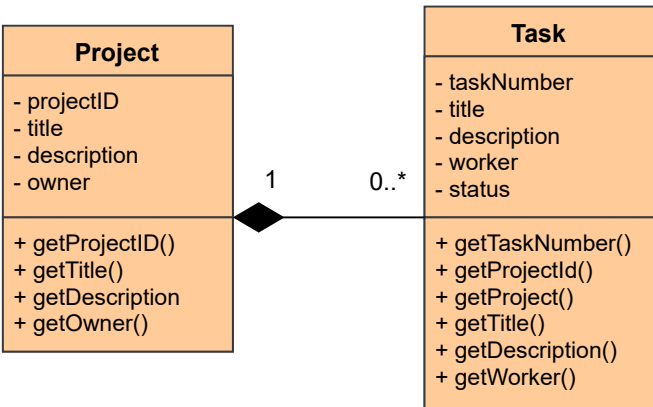 Project
- projectID
- title
- description
- owner
+ getProjectID()
+ getTitle()
+ getDescription
+ getOwner()
1
0..*
Task
- taskNumber
- title
- description
- worker
- status
+ getTaskNumber()
+ getProjectId()
+ getProject()
+ getTitle()
+ getDescription()
+ getWorker()